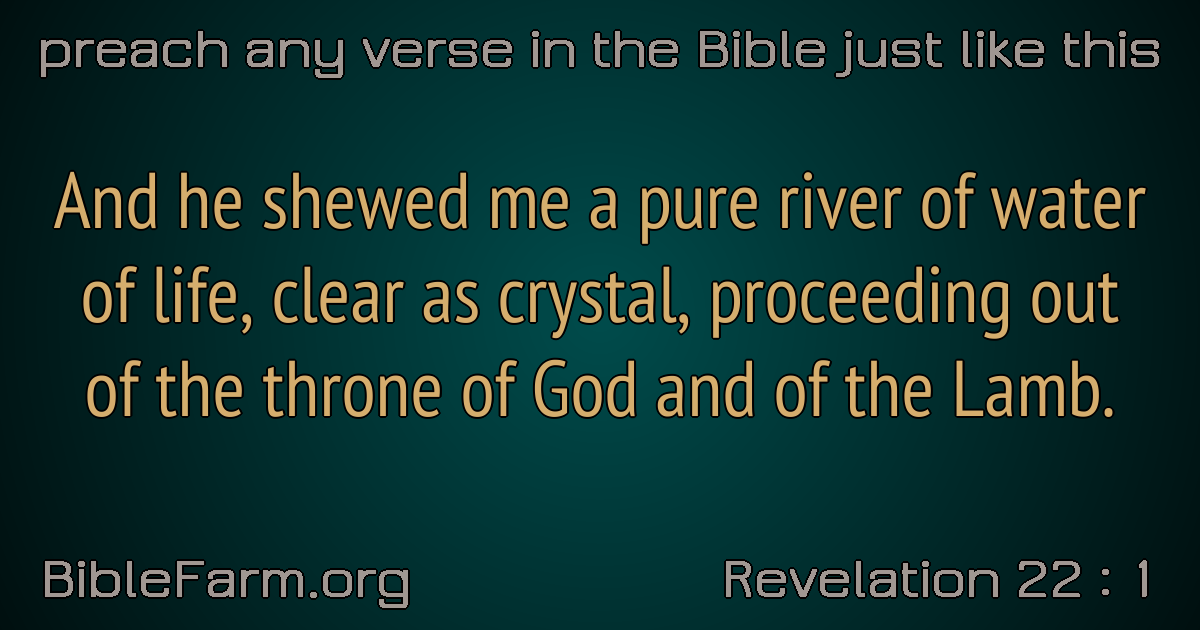 preach any verse in the Bible just like this
And he shewed me a pure river of water
of life, clear as crystal, proceeding out
of the throne of God and of the Lamb.
BibleFarm.org
Revelation 22 : 1